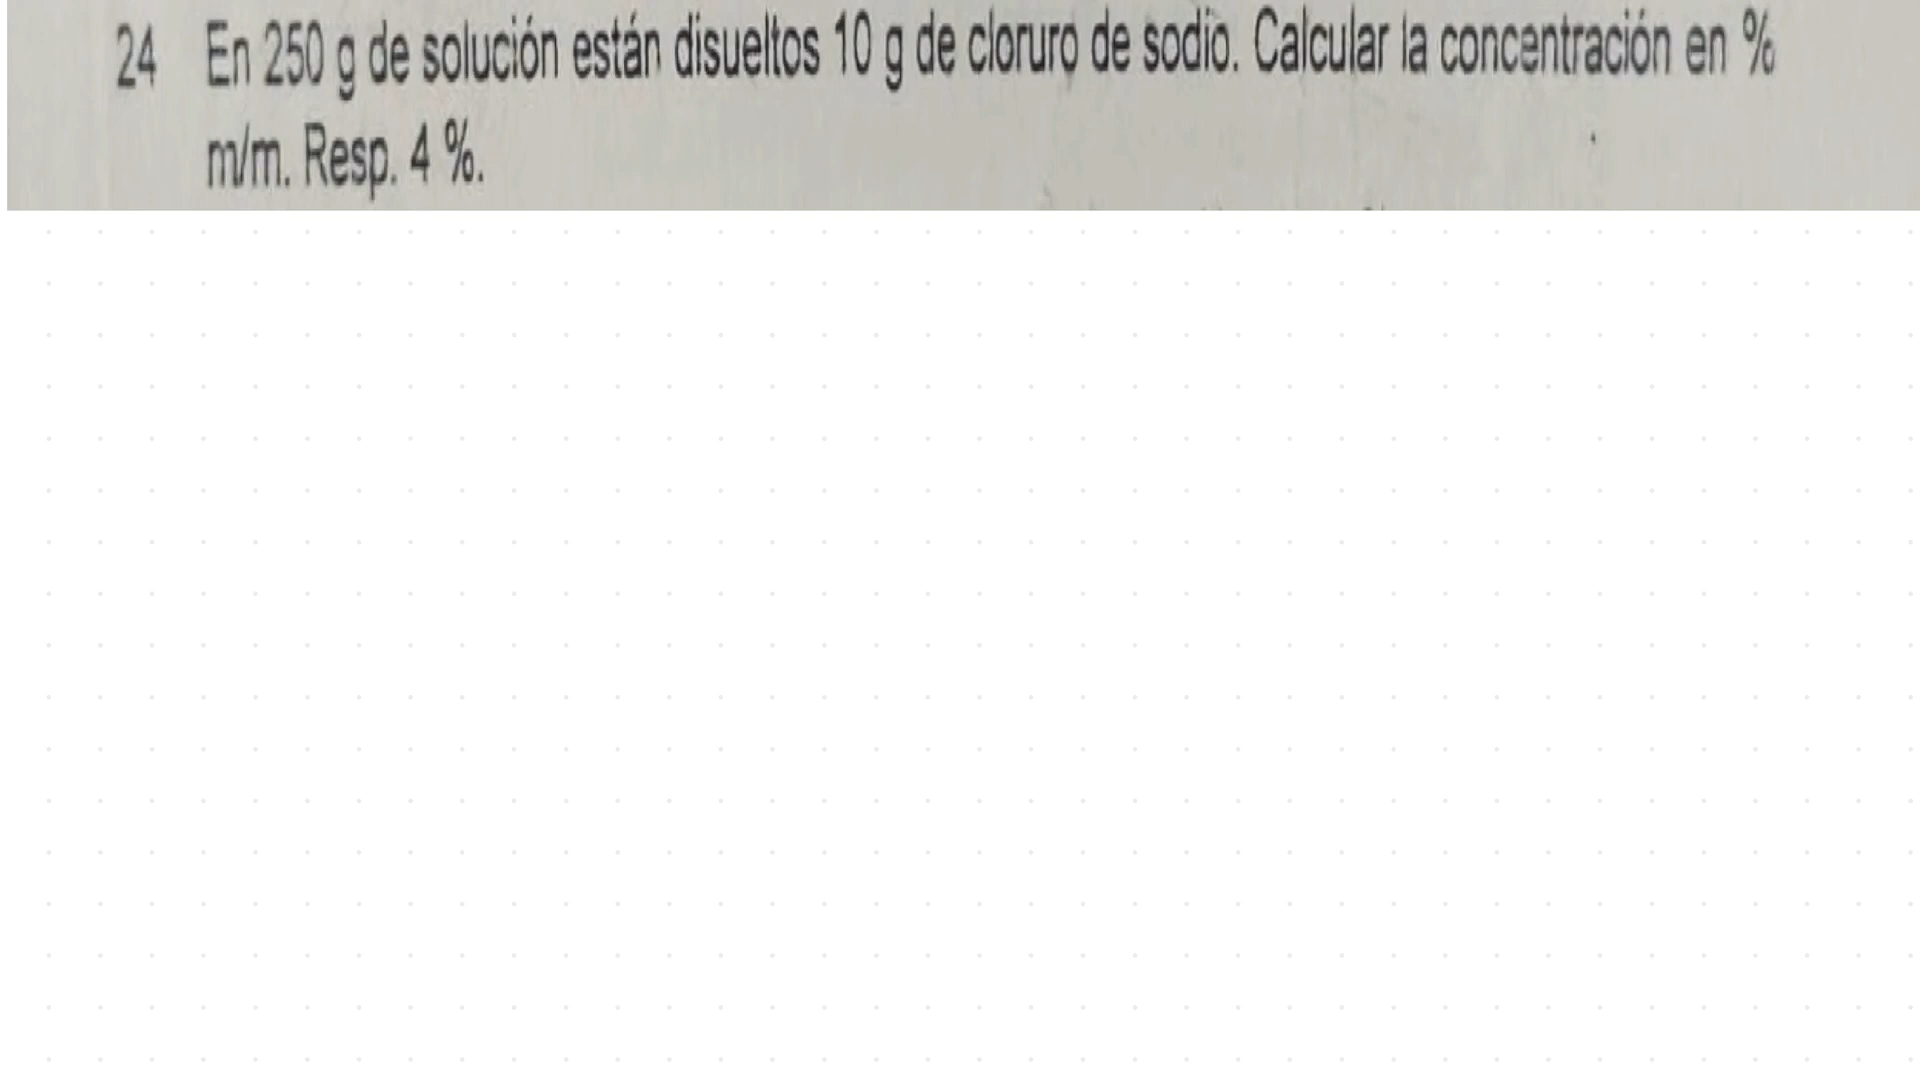 24 En 250 g de solución están disueltos 10 g de cloruro de sodio. Calcular la concentración en %
m/m. Resp. 4 %.